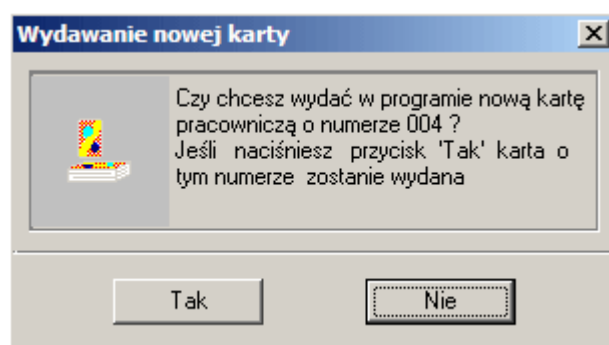 Wydawanie nowej karty
Czy chcesz wydać w programie nową kartę
pracowniczą o numerze 004 ?
Jeśli naciśniesz przycisk 'Tak' karta o
tym numerze zostanie wydana
Tak
Nie